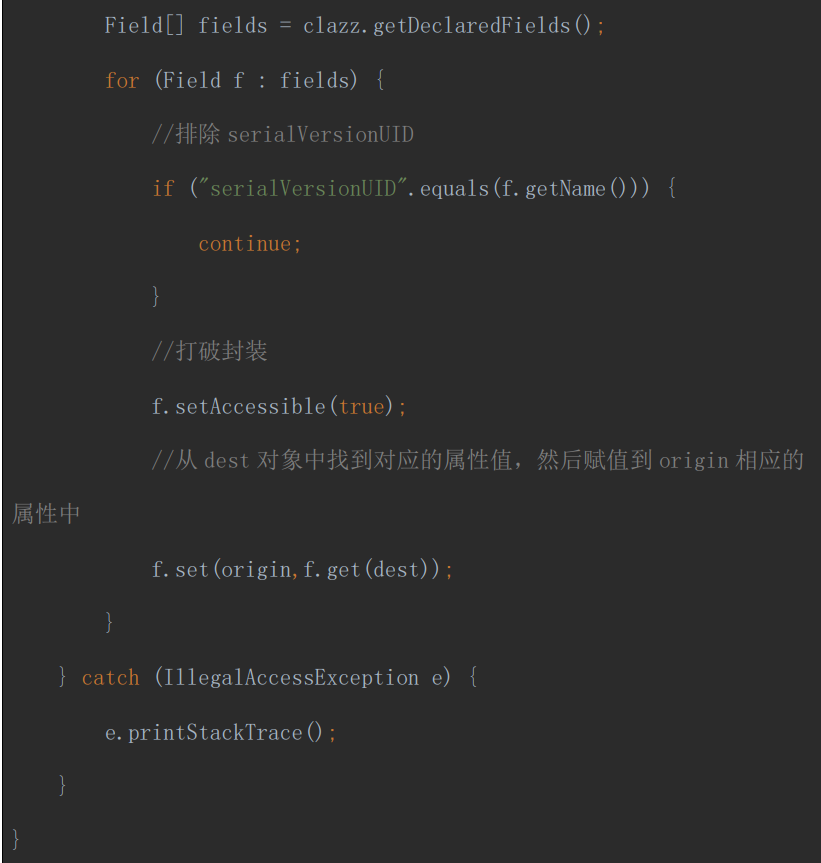 Field[] fields = clazz.getDeclaredFields();
for (Field f : fields) {
//排除 serialVersionUID
if ("serialVersionUID".equals(f.getName())) {
continue;
}
//打破封装
f.setAccessible(true);
//从 dest 对象中找到对应的属性值，然后赋值到 origin 相应的
属性中
f.set(origin,f.get(dest));
}
} catch (IllegalAccessException e) {
e.printStackTrace();
}
}